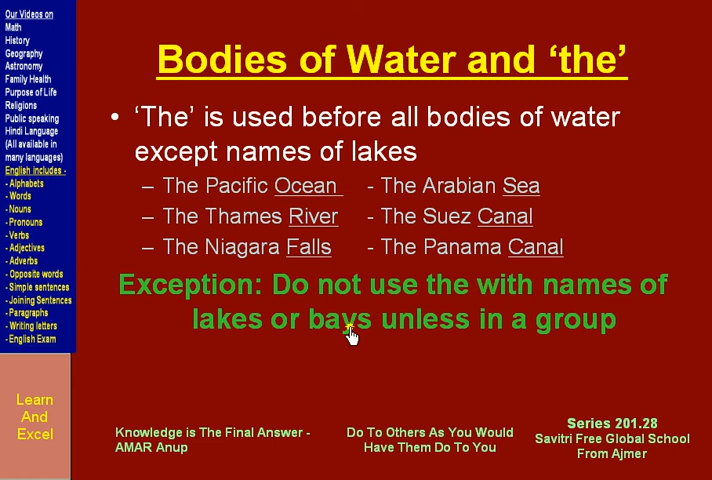 Our Videos on
Math
History
Geography
Astronomy
Family Health
Purpose of Life
Religions
Public speaking
Hindi Language
(All available in
many languages)
English includes -
- Alphabets
- Words
- Nouns
- Pronouns
- Verbs
- Adjectives
- Adverbs
- Opposite words
- Simple sentences
- Joining Sentences
- Paragraphs
- Writing letters
- English Exam
Learn
And
Excel
Bodies of Water and ‘the’
• ‘The’ is used before all bodies of water
except names of lakes
– The Pacific Ocean - The Arabian Sea
– The Thames River - The Suez Canal
– The Niagara Falls - The Panama Canal
Exception: Do not use the with names of
lakes or bays unless in a group
Knowledge is The Final Answer -
AMAR Anup
Do To Others As You Would
Have Them Do To You
Series 201.28
Savitri Free Global School
From Ajmer